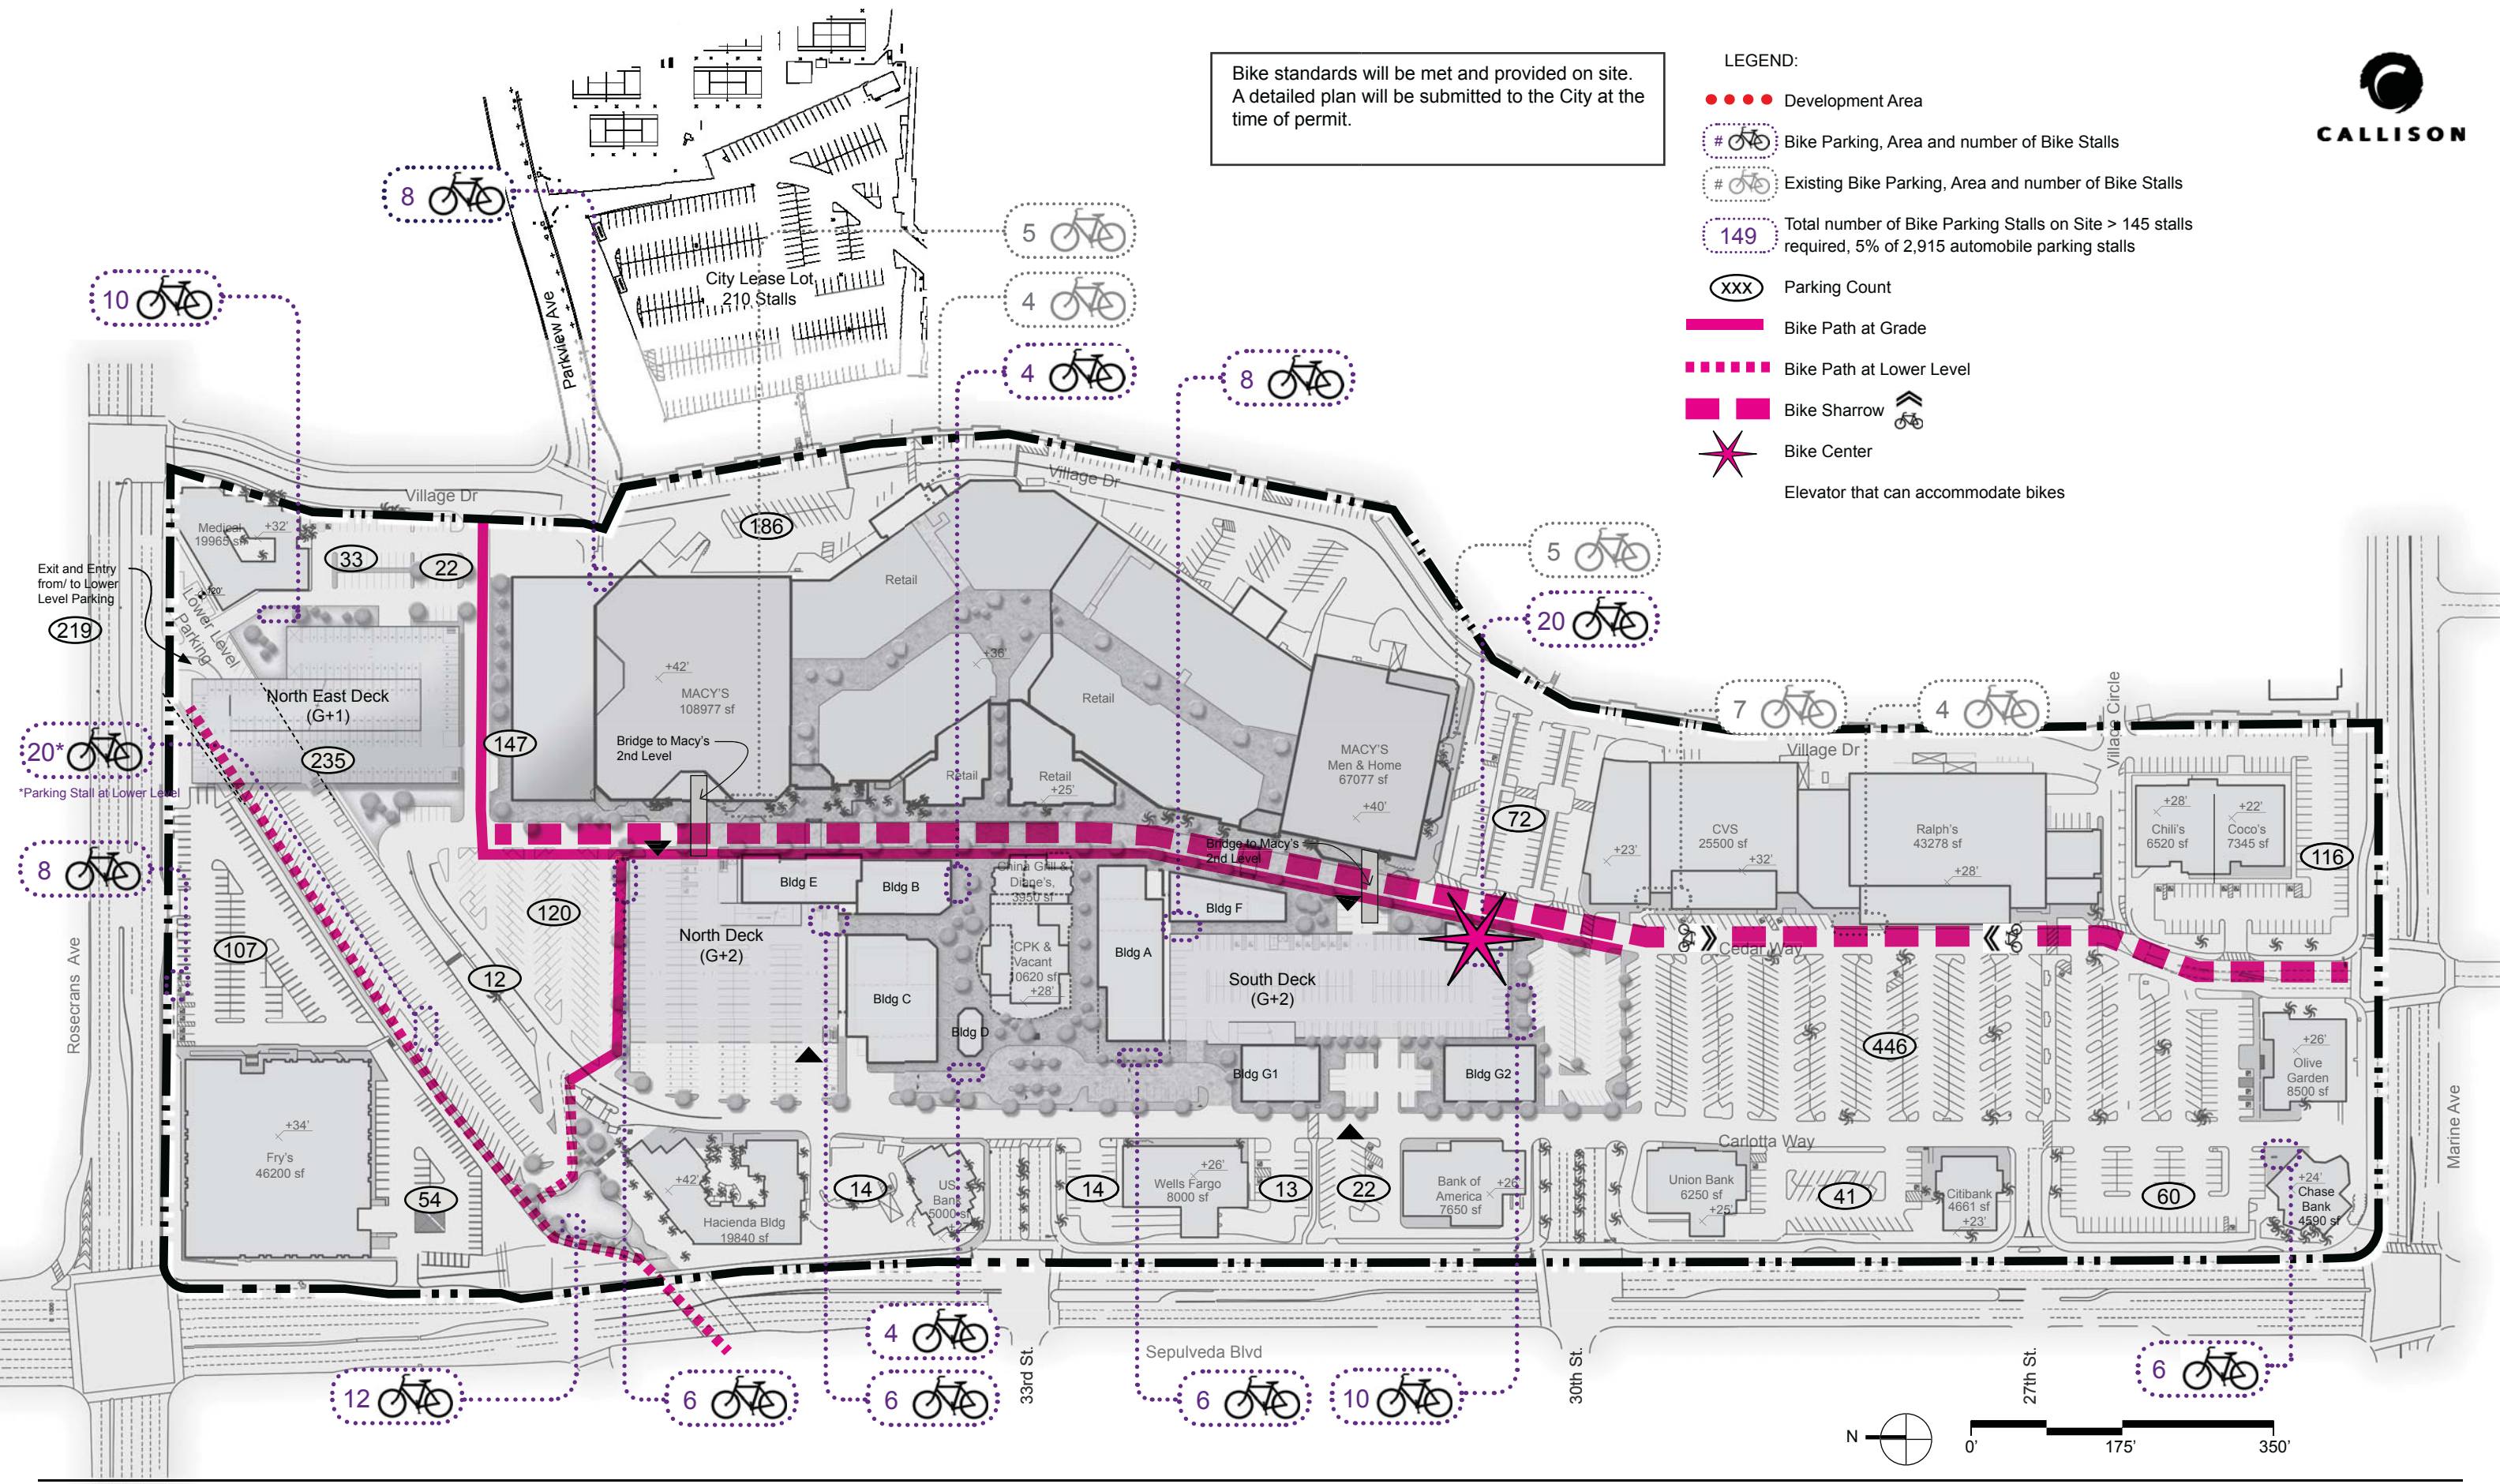 Bike standards will be met and provided on site.
A detailed plan will be submitted to the City at the
time of permit.
LEGEND:
Development Area
# Bike Parking, Area and number of Bike Stalls
# Existing Bike Parking, Area and number of Bike Stalls
149 Total number of Bike Parking Stalls on Site > 145 stalls
required, 5% of 2,915 automobile parking stalls
XXX Parking Count
Bike Path at Grade
Bike Path at Lower Level
Bike Sharrow
Bike Center
Elevator that can accommodate bikes
CALLISON
8
10
5
4
4
8
5
20
7
4
City Lease Lot
210 Stalls
Parkview Ave
Village Dr
Village Dr
Village Dr
Village Circle
Medical
19965 sf
+32'
+20'
33
22
186
Exit and Entry
from/ to Lower
Level Parking
219
Lower Level
Parking
North East Deck
(G+1)
235
147
20*
*Parking Stall at Lower Level
8
Rosecrans Ave
+42'
MACY'S
108977 sf
Bridge to Macy's
2nd Level
Retail
+36'
Retail
Retail
Retail
+25'
MACY'S
Men & Home
67077 sf
+40'
Bridge to Macy's
2nd Level
72
+23'
CVS
25500 sf
+32'
Ralph's
43278 sf
+28'
+28'
Chili's
6520 sf
+22'
Coco's
7345 sf
116
120
107
12
North Deck
(G+2)
Bldg E
Bldg B
China Grill &
Diane's,
3950 sf
CPK &
Vacant
10620 sf
+28'
Bldg A
Bldg F
Bldg C
Bldg D
South Deck
(G+2)
Bldg G1
Bldg G2
Cedar Way
446
+26'
Olive
Garden
8500 sf
Marine Ave
Carlotta Way
+34'
Fry's
46200 sf
54
+42'
Hacienda Bldg
19840 sf
14
US
Bank
5000 sf
14
+26'
Wells Fargo
8000 sf
13
22
Bank of
America
7650 sf
+26'
Union Bank
6250 sf
+25'
41
Citibank
4661 sf
+23'
60
+24'
Chase
Bank
4590 sf
12
6
4
6
33rd St.
Sepulveda Blvd
6
10
30th St.
27th St.
6
N
0'
175'
350'